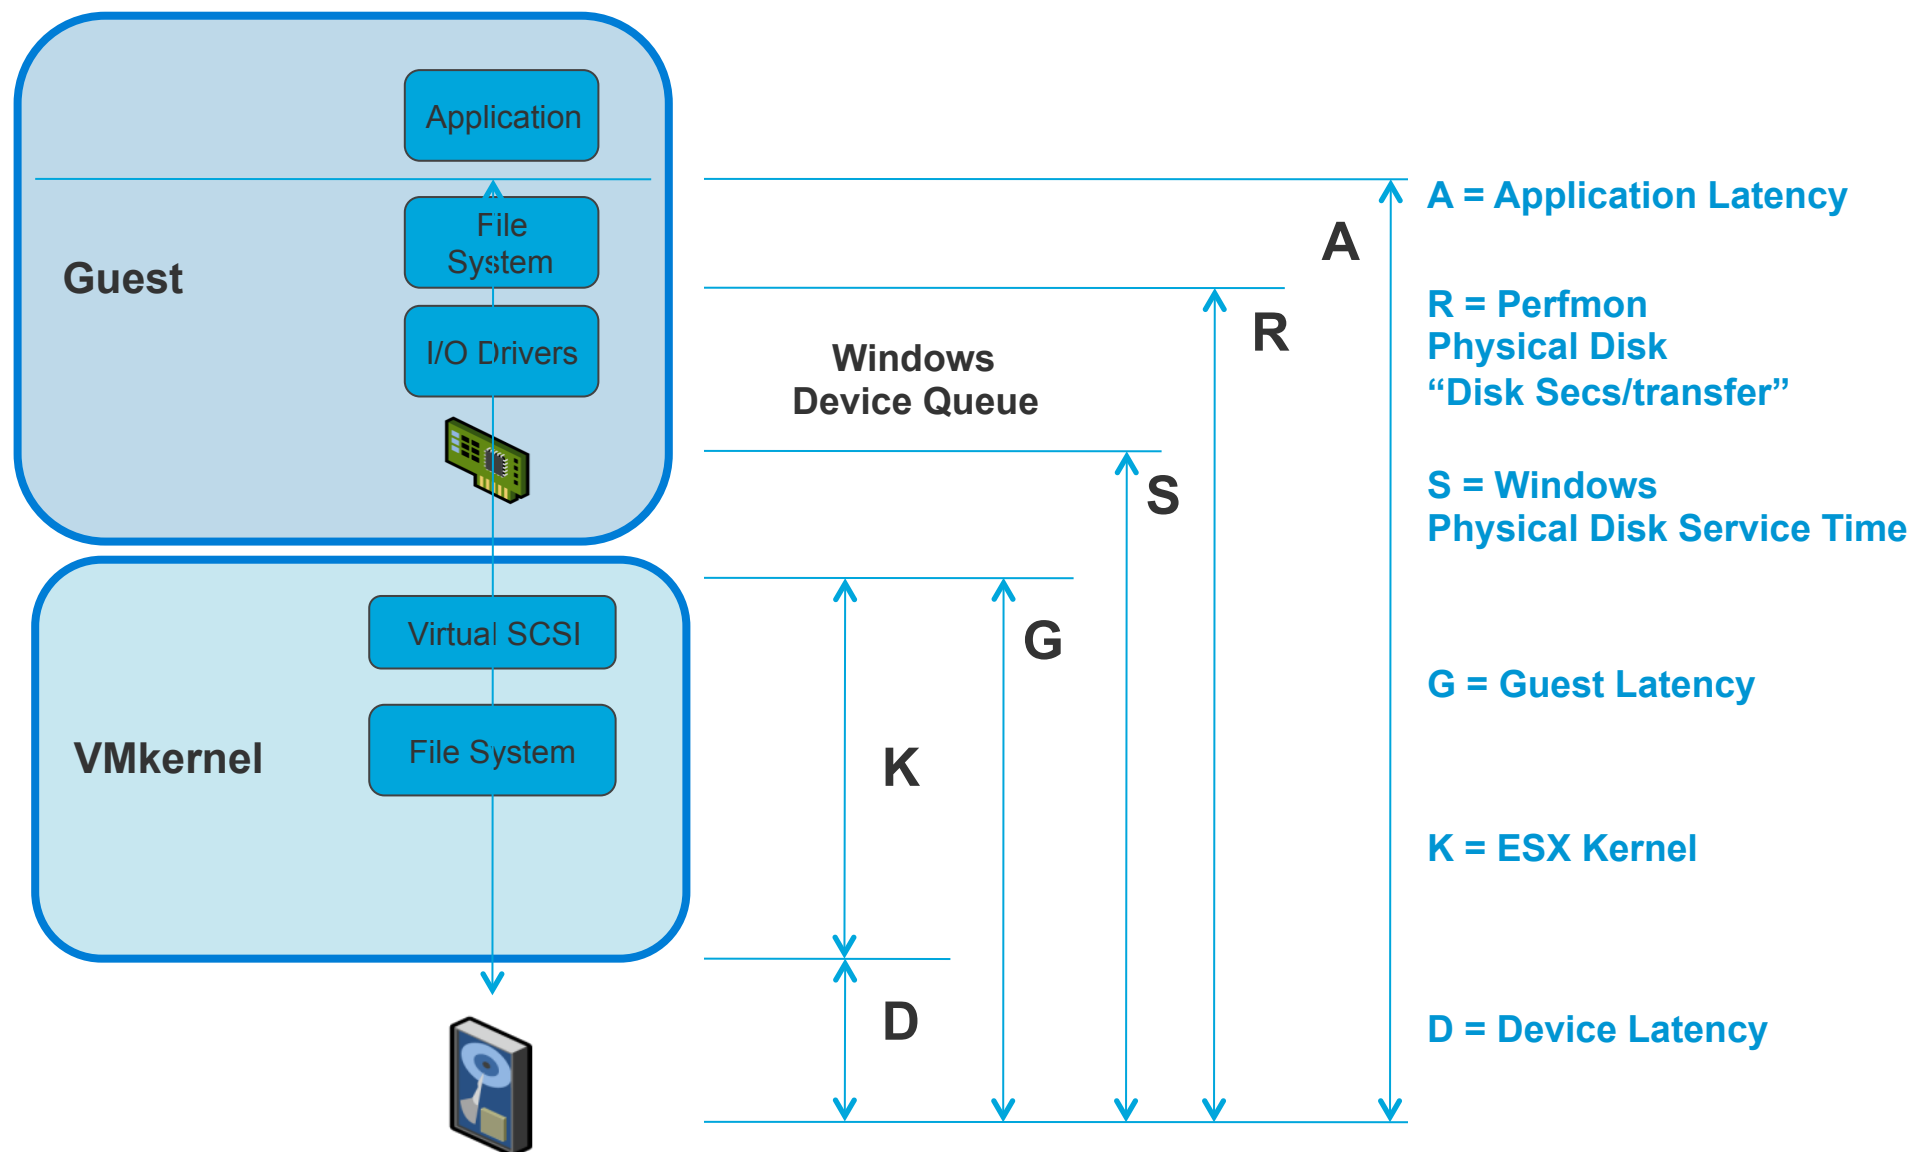 Application
File
System
Guest
I/O Drivers
Windows
Device Queue
Virtual SCSI
VMkernel
File System
A
R
S
G
K
D
A = Application Latency
R = Perfmon
Physical Disk
“Disk Secs/transfer”
S = Windows
Physical Disk Service Time
G = Guest Latency
K = ESX Kernel
D = Device Latency